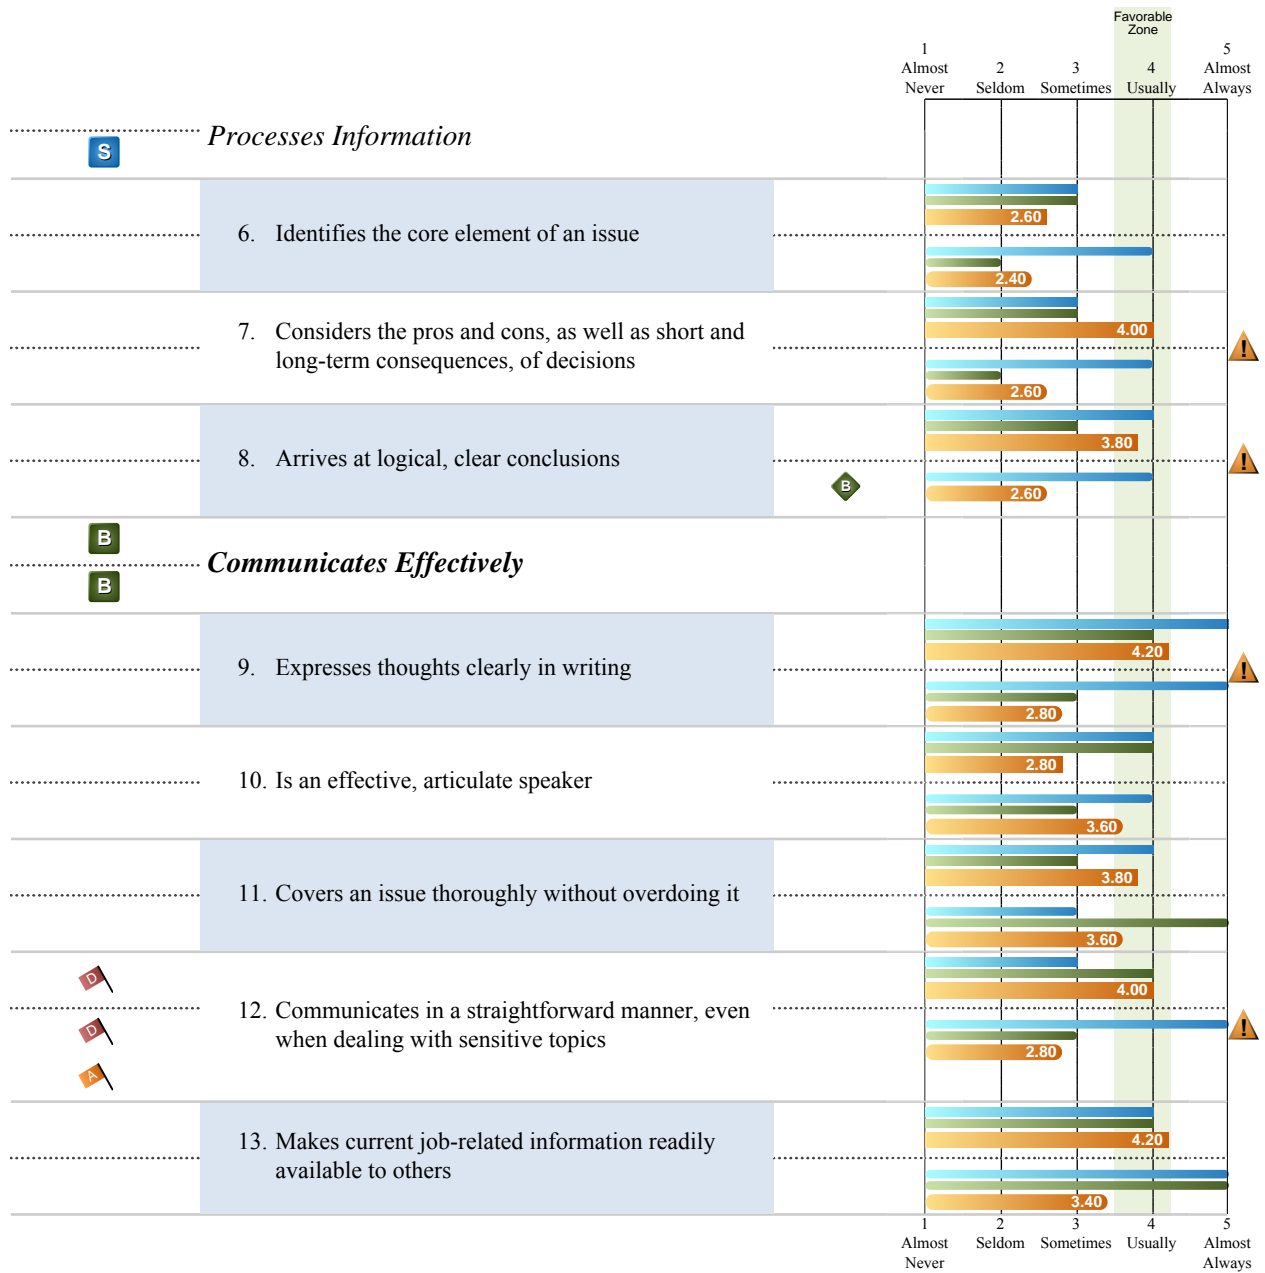 Favorable
Zone
1
Almost
Never
2
Seldom
3
Sometimes
4
Usually
5
Almost
Always
Processes Information
S
6. Identifies the core element of an issue
2.60
2.40
7. Considers the pros and cons, as well as short and
long-term consequences, of decisions
4.00
!
2.60
8. Arrives at logical, clear conclusions
3.80
!
B
2.60
B
Communicates Effectively
B
9. Expresses thoughts clearly in writing
4.20
!
2.80
10. Is an effective, articulate speaker
2.80
3.60
11. Covers an issue thoroughly without overdoing it
3.80
3.60
D
D
A
12. Communicates in a straightforward manner, even
when dealing with sensitive topics
4.00
!
2.80
13. Makes current job-related information readily
available to others
4.20
3.40
1
Almost
Never
2
Seldom
3
Sometimes
4
Usually
5
Almost
Always